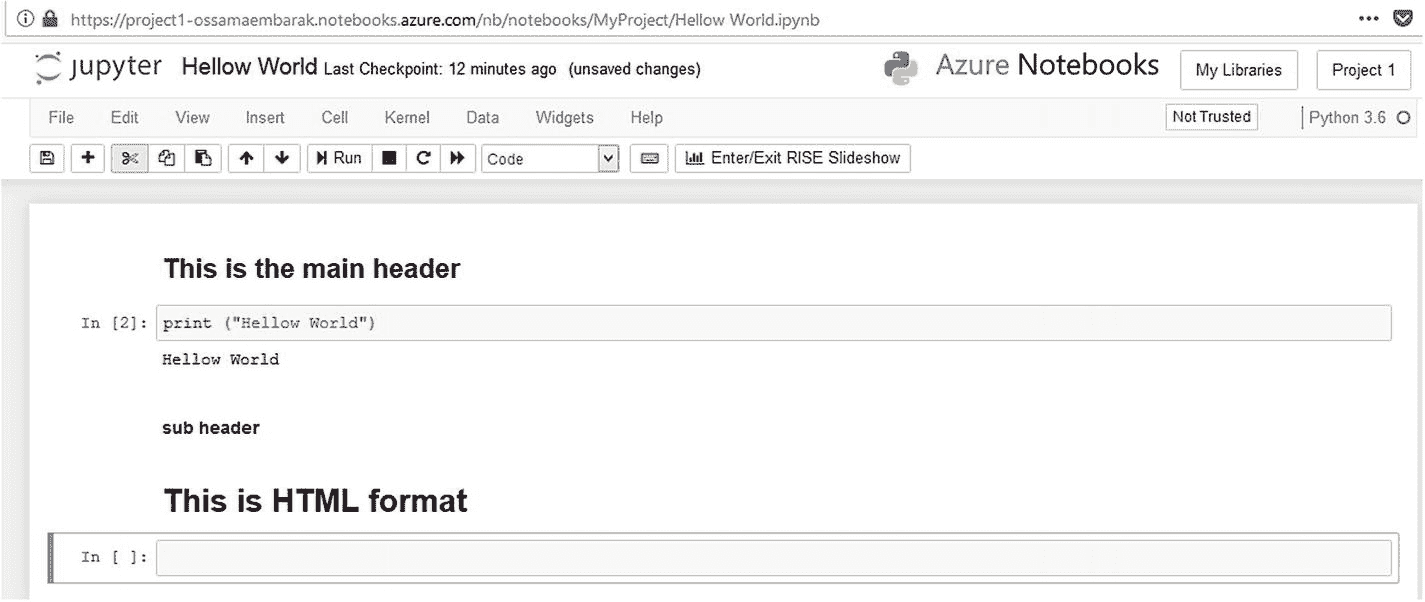 https://project1-ossamaembarak.notebooks.azure.com/nb/notebooks/MyProject/Hellow World.ipynb
jupyter Hellow World Last Checkpoint: 12 minutes ago (unsaved changes) Azure Notebooks My Libraries Project 1
File Edit View Insert Cell Kernel Data Widgets Help Not Trusted Python 3.6
Run Code Enter/Exit RISE Slideshow
This is the main header
In [2]: print ("Hellow World")
Hellow World
sub header
This is HTML format
In [ ]: